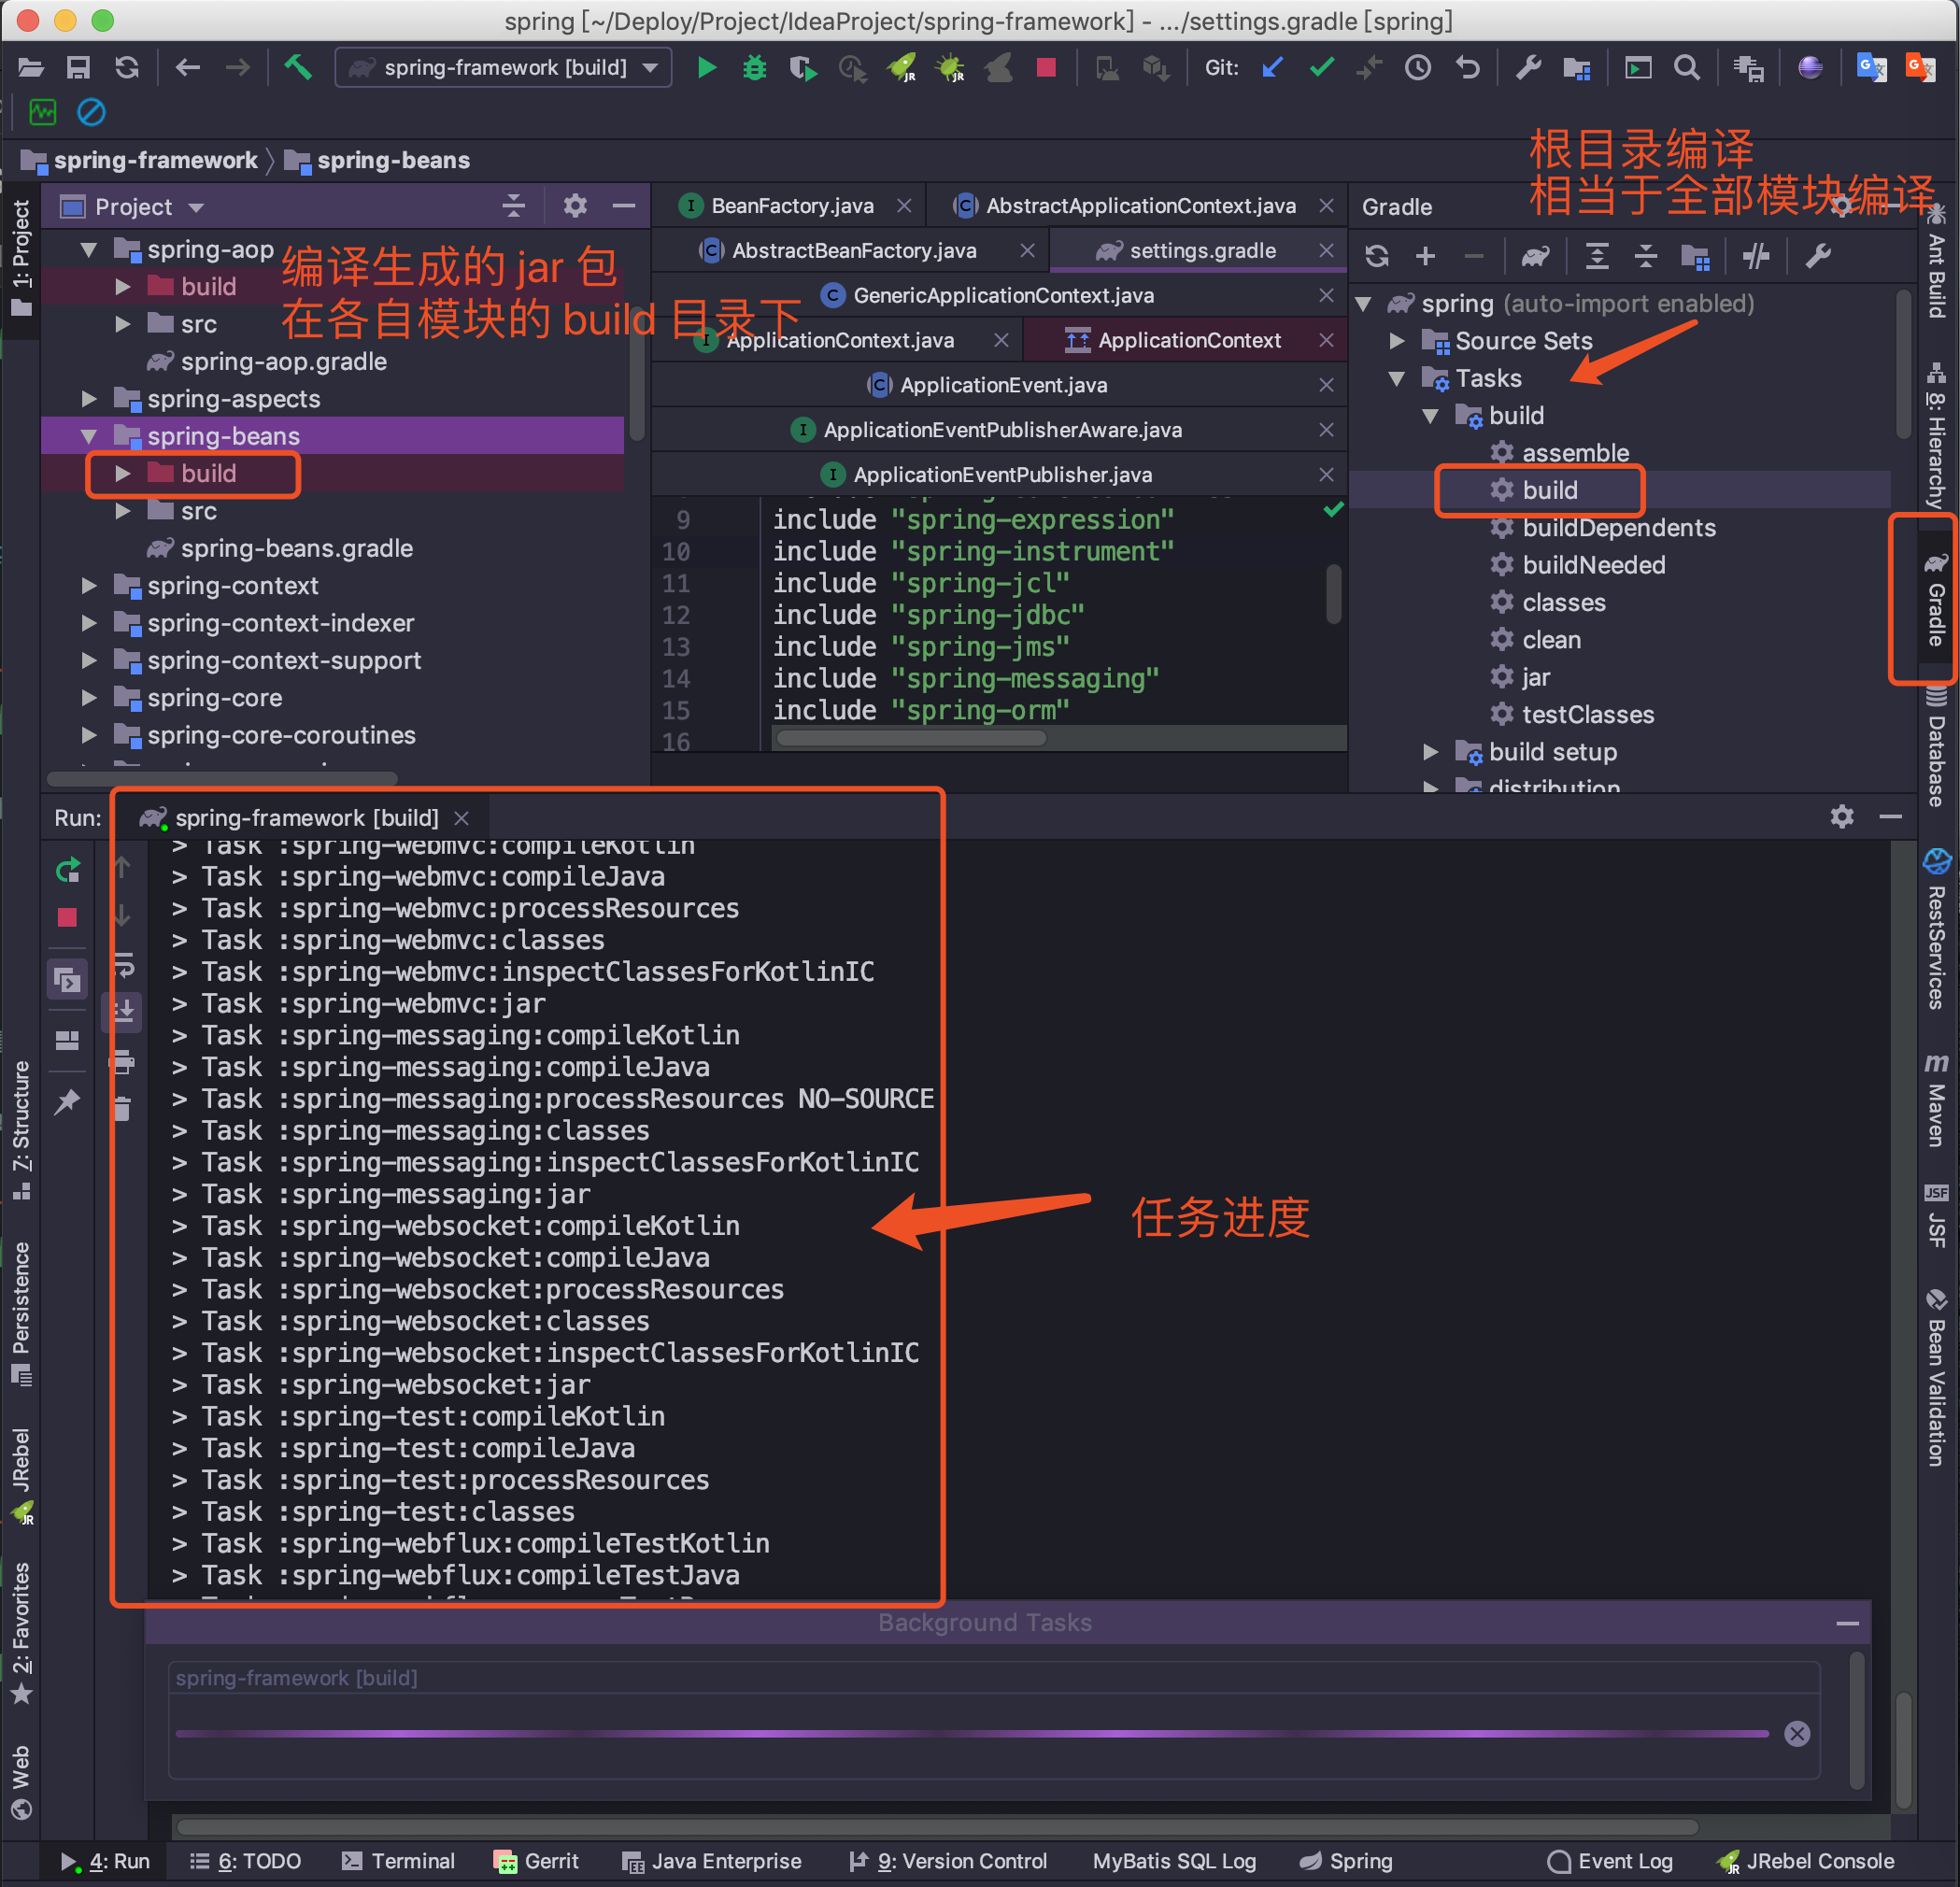 spring [~/Deploy/Project/IdeaProject/spring-framework] - .../settings.gradle [spring]
spring-framework [build]
Git:
spring-framework
spring-beans
根目录编译
相当于全部模块编译
1: Project
Project
spring-aop
build
src
spring-aop.gradle
spring-aspects
spring-beans
build
src
spring-beans.gradle
spring-context
spring-context-indexer
spring-context-support
spring-core
spring-core-coroutines
编译生成的 jar 包
在各自模块的 build 目录下
BeanFactory.java
AbstractApplicationContext.java
AbstractBeanFactory.java
settings.gradle
GenericApplicationContext.java
ApplicationContext.java
ApplicationContext
ApplicationEvent.java
ApplicationEventPublisherAware.java
ApplicationEventPublisher.java
9 include "spring-expression"
10 include "spring-instrument"
11 include "spring-jcl"
12 include "spring-jdbc"
13 include "spring-jms"
14 include "spring-messaging"
15 include "spring-orm"
16
Gradle
spring (auto-import enabled)
Source Sets
Tasks
build
assemble
build
buildDependents
buildNeeded
classes
clean
jar
testClasses
build setup
distribution
Ant Build
8: Hierarchy
Gradle
Database
RestServices
Maven
JSF
JSF
Bean Validation
Run:
spring-framework [build]
> Task :spring-webmvc:compileKotlin
> Task :spring-webmvc:compileJava
> Task :spring-webmvc:processResources
> Task :spring-webmvc:classes
> Task :spring-webmvc:inspectClassesForKotlinIC
> Task :spring-webmvc:jar
> Task :spring-messaging:compileKotlin
> Task :spring-messaging:compileJava
> Task :spring-messaging:processResources NO-SOURCE
> Task :spring-messaging:classes
> Task :spring-messaging:inspectClassesForKotlinIC
> Task :spring-messaging:jar
> Task :spring-websocket:compileKotlin
> Task :spring-websocket:compileJava
> Task :spring-websocket:processResources
> Task :spring-websocket:classes
> Task :spring-websocket:inspectClassesForKotlinIC
> Task :spring-websocket:jar
> Task :spring-test:compileKotlin
> Task :spring-test:compileJava
> Task :spring-test:processResources
> Task :spring-test:classes
> Task :spring-webflux:compileTestKotlin
> Task :spring-webflux:compileTestJava
任务进度
7: Structure
Persistence
JRebel
2: Favorites
Web
Background Tasks
spring-framework [build]
4: Run
6: TODO
Terminal
Gerrit
Java Enterprise
9: Version Control
MyBatis SQL Log
Spring
Event Log
JRebel Console